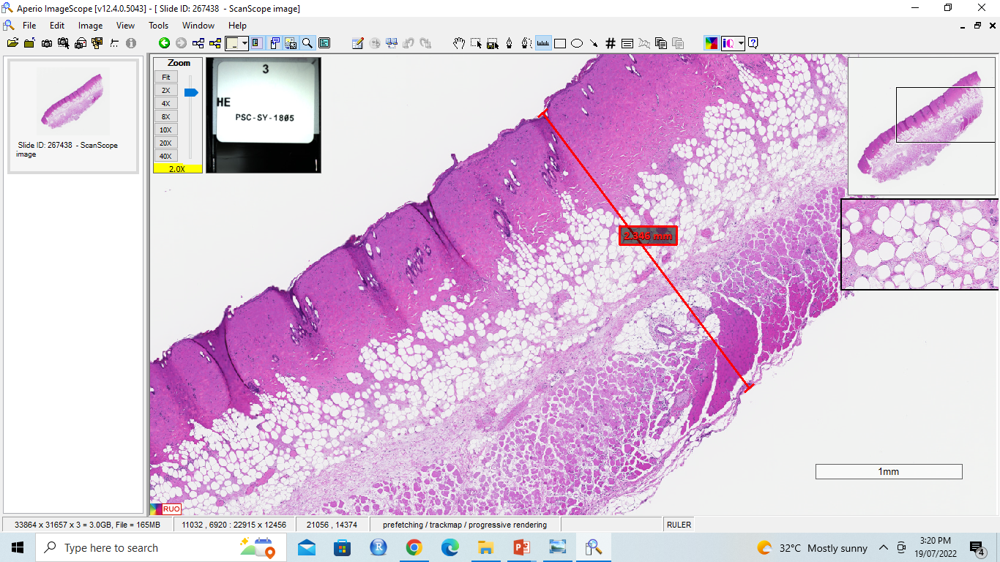 Aperio ImageScope [v12.4.0.5043] - [ Slide ID: 267438 - ScanScope image]
File Edit Image View Tools Window Help
Slide ID: 267438 - ScanScope
image
Zoom
Fit
2X
4X
8X
10X
20X
40X
2.0X
3
HE
PSC-SY-1805
iQ
2.346 mm
1mm
RUO
33864 x 31657 x 3 = 3.0GB, File = 165MB
11032 , 6920 : 22915 x 12456
21056 , 14374
prefetching / trackmap / progressive rendering
RULER
Type here to search
R
P
32°C Mostly sunny
3:20 PM
19/07/2022
4